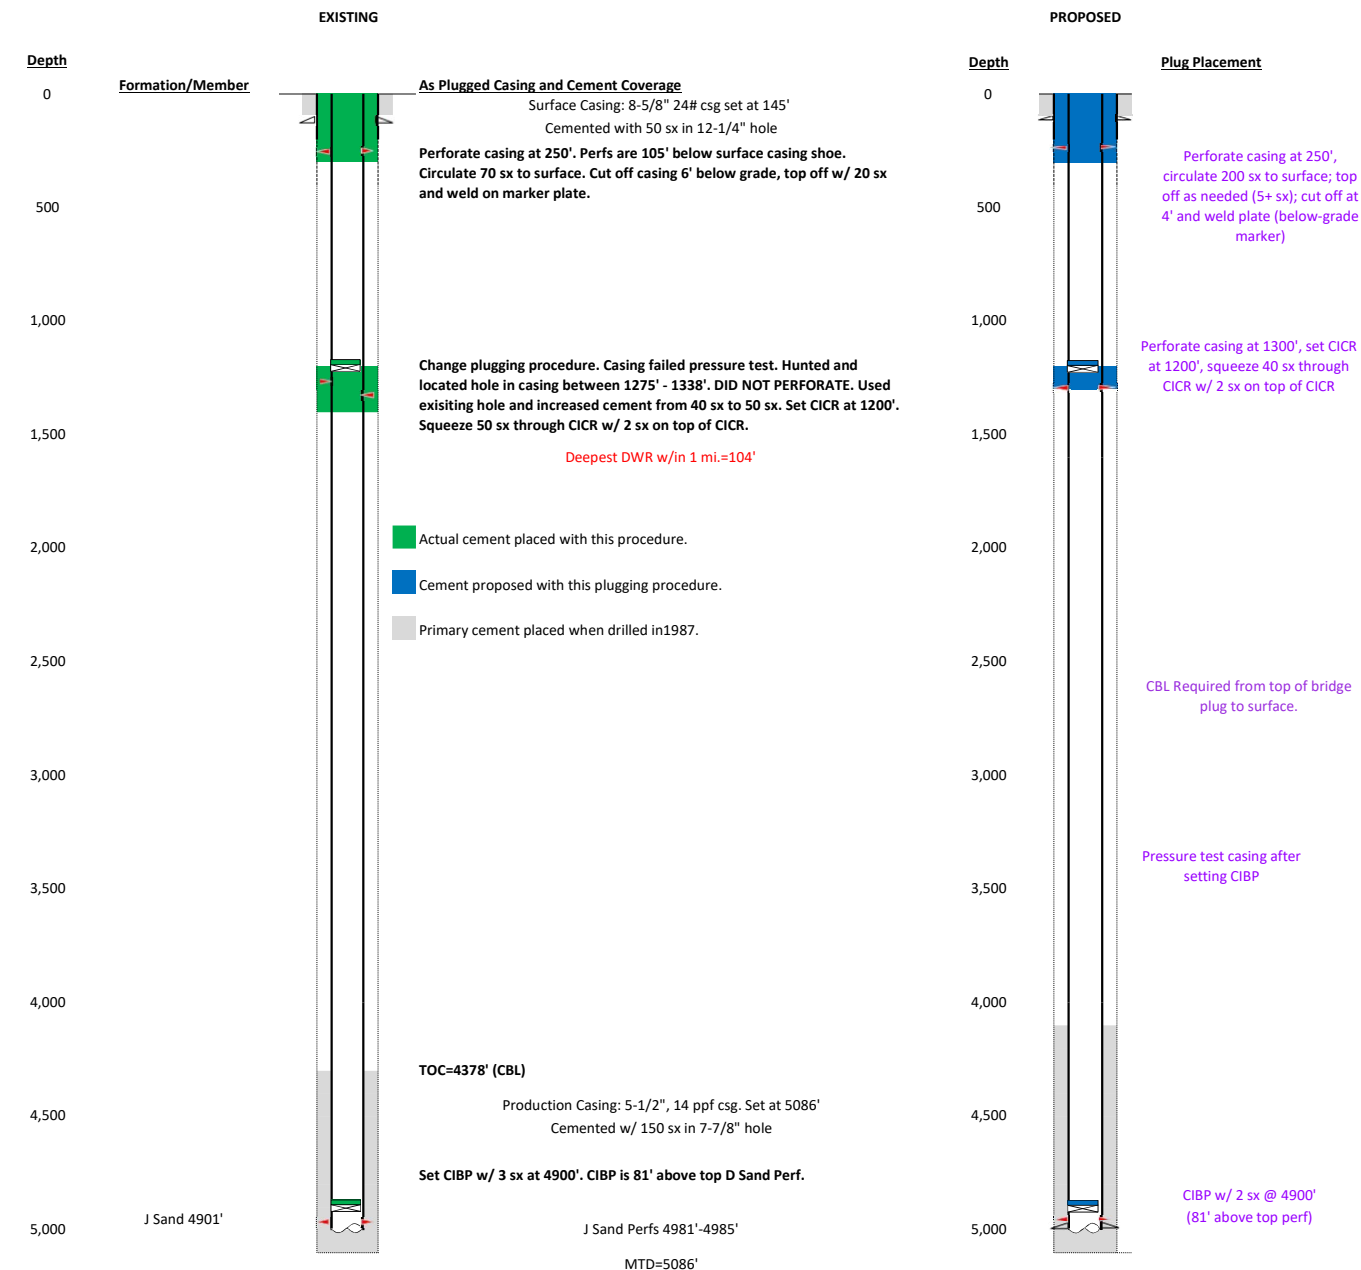 EXISTING
Depth
Formation/Member
As Plugged Casing and Cement Coverage
0
Surface Casing: 8-5/8" 24# csg set at 145'
Cemented with 50 sx in 12-1/4" hole
Perforate casing at 250'. Perfs are 105' below surface casing shoe.
Circulate 70 sx to surface. Cut off casing 6' below grade, top off w/ 20 sx
and weld on marker plate.
500
1,000
Change plugging procedure. Casing failed pressure test. Hunted and
located hole in casing between 1275' - 1338'. DID NOT PERFORATE. Used
exisiting hole and increased cement from 40 sx to 50 sx. Set CICR at 1200'.
Squeeze 50 sx through CICR w/ 2 sx on top of CICR.
1,500
Deepest DWR w/in 1 mi.=104'
2,000
Actual cement placed with this procedure.
Cement proposed with this plugging procedure.
Primary cement placed when drilled in1987.
2,500
3,000
3,500
4,000
TOC=4378' (CBL)
4,500
Production Casing: 5-1/2", 14 ppf csg. Set at 5086'
Cemented w/ 150 sx in 7-7/8" hole
Set CIBP w/ 3 sx at 4900'. CIBP is 81' above top D Sand Perf.
J Sand 4901'
5,000
J Sand Perfs 4981'-4985'
MTD=5086'
PROPOSED
Depth
Plug Placement
0
Perforate casing at 250',
circulate 200 sx to surface; top
off as needed (5+ sx); cut off at
4' and weld plate (below-grade
marker)
500
1,000
Perforate casing at 1300', set CICR
at 1200', squeeze 40 sx through
CICR w/ 2 sx on top of CICR
1,500
2,000
2,500
CBL Required from top of bridge
plug to surface.
3,000
Pressure test casing after
setting CIBP
3,500
4,000
4,500
CIBP w/ 2 sx @ 4900'
(81' above top perf)
5,000